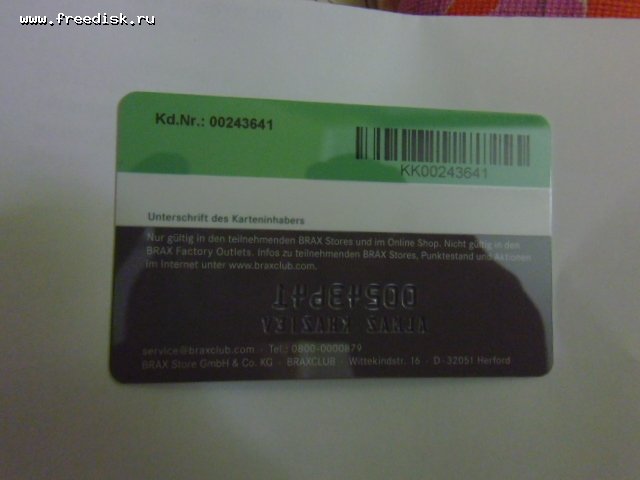 www.freedisk.ru
Kd.Nr.: 00243641
KK00243641
Unterschrift des Karteninhabers
Nur gültig in den teilnehmenden BRAX Stores und im Online Shop. Nicht gültig in den
BRAX Factory Outlets. Infos zu teilnehmenden BRAX Stores, Punktestand und Aktionen
im Internet unter www.braxclub.com.
service@braxclub.com · Tel.: 0800-0000879
BRAX Store GmbH & Co. KG · BRAXCLUB · Wittekindstr. 16 · D-32051 Herford